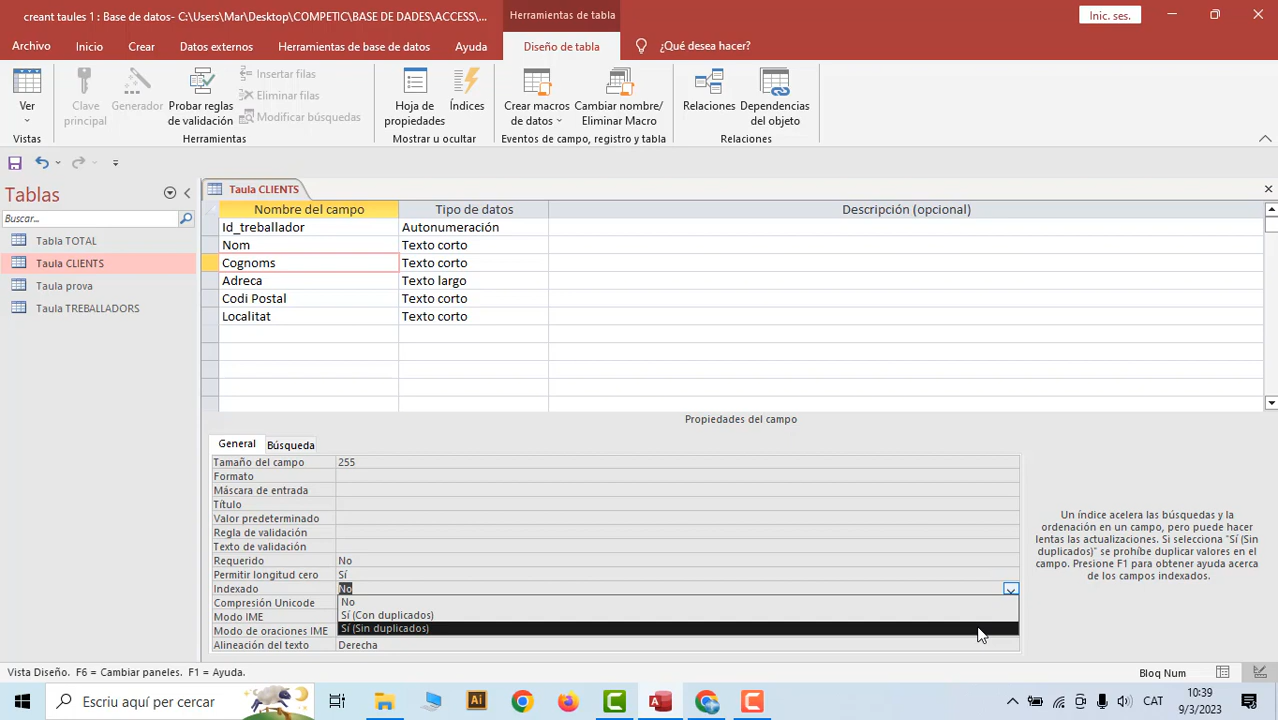 creant taules 1 : Base de datos- C:\Users\Mar\Desktop\COMPETIC\BASE DE DADES\ACCESS\...
Herramientas de tabla
Inic. ses.
Archivo Inicio Crear Datos externos Herramientas de base de datos Ayuda Diseño de tabla ¿Qué desea hacer?
Ver
Vistas
Clave principal
Generador
Probar reglas de validación
Insertar filas
Eliminar filas
Modificar búsquedas
Herramientas
Hoja de propiedades
Índices
Mostrar u ocultar
Crear macros de datos
Cambiar nombre/ Eliminar Macro
Eventos de campo, registro y tabla
Relaciones
Dependencias del objeto
Relaciones
Tablas
Buscar...
Tabla TOTAL
Taula CLIENTS
Taula prova
Taula TREBALLADORS
Taula CLIENTS
Nombre del campo Tipo de datos Descripción (opcional)
Id_treballador Autonumeración
Nom Texto corto
Cognoms Texto corto
Adreca Texto largo
Codi Postal Texto corto
Localitat Texto corto
Propiedades del campo
General Búsqueda
Tamaño del campo 255
Formato
Máscara de entrada
Título
Valor predeterminado
Regla de validación
Texto de validación
Requerido No
Permitir longitud cero Sí
Indexado No
Compresión Unicode No
Modo IME Sí (Con duplicados)
Modo de oraciones IME Sí (Sin duplicados)
Alineación del texto Derecha
Un índice acelera las búsquedas y la
ordenación en un campo, pero puede hacer
lentas las actualizaciones. Si selecciona "Sí (Sin
duplicados)" se prohíbe duplicar valores en el
campo. Presione F1 para obtener ayuda acerca
de los campos indexados.
Vista Diseño. F6 = Cambiar paneles. F1 = Ayuda.
Bloq Num
Escriu aquí per cercar
Ai
CAT
10:39
9/3/2023